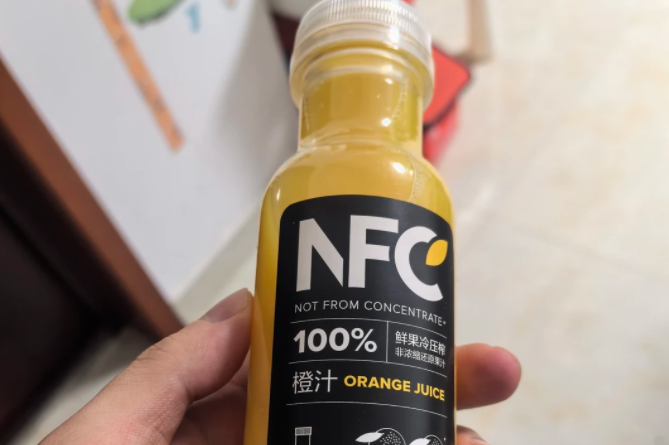 NFC
NOT FROM CONCENTRATE
100%
鲜果冷压榨
非浓缩还原果汁
橙汁 ORANGE JUICE